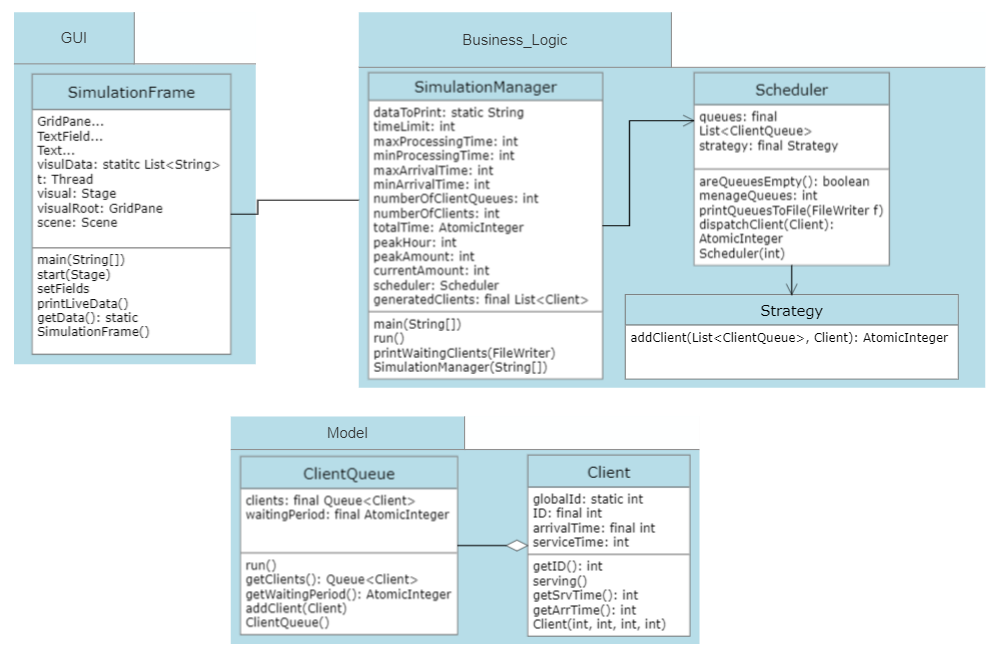 GUI
SimulationFrame
GridPane...
TextField...
Text...
visulData: statitc List<String>
t: Thread
visual: Stage
visualRoot: GridPane
scene: Scene
main(String[])
start(Stage)
setFields
printLiveData()
getData(): static
SimulationFrame()
Business_Logic
SimulationManager
dataToPrint: static String
timeLimit: int
maxProcessingTime: int
minProcessingTime: int
maxArrivalTime: int
minArrivalTime: int
numberOfClientQueues: int
numberOfClients: int
totalTime: AtomicInteger
peakHour: int
peakAmount: int
currentAmount: int
scheduler: Scheduler
generatedClients: final List<Client>
main(String[])
run()
printWaitingClients(FileWriter)
SimulationManager(String[])
Scheduler
queues: final
List<ClientQueue>
strategy: final Strategy
areQueuesEmpty(): boolean
menageQueues: int
printQueuesToFile(FileWriter f)
dispatchClient(Client):
AtomicInteger
Scheduler(int)
Strategy
addClient(List<ClientQueue>, Client): AtomicInteger
Model
ClientQueue
clients: final Queue<Client>
waitingPeriod: final AtomicInteger
run()
getClients(): Queue<Client>
getWaitingPeriod(): AtomicInteger
addClient(Client)
ClientQueue()
Client
globalId: static int
ID: final int
arrivalTime: final int
serviceTime: int
getID(): int
serving()
getSrvTime(): int
getArrTime(): int
Client(int, int, int, int)